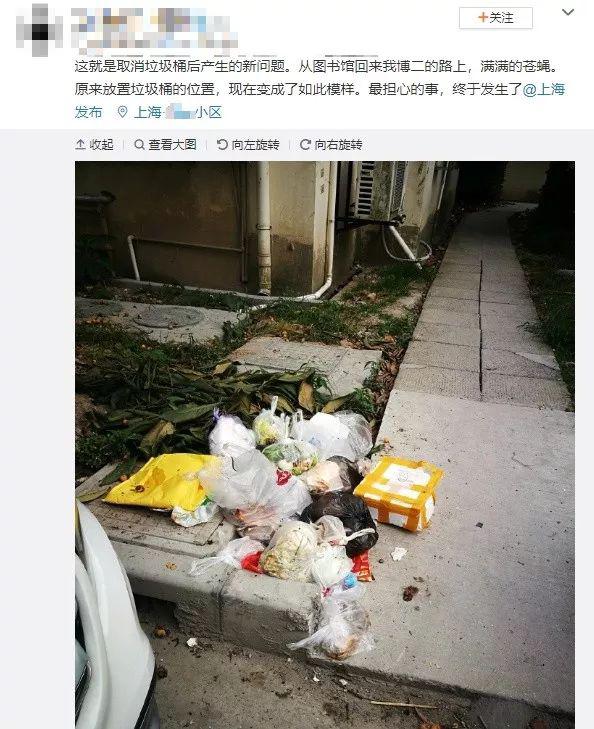 +关注
这就是取消垃圾桶后产生的新问题。从图书馆回来我博二的路上，满满的苍蝇。
原来放置垃圾桶的位置，现在变成了如此模样。最担心的事，终于发生了@上海
发布 上海 小区
收起 查看大图 向左旋转 向右旋转